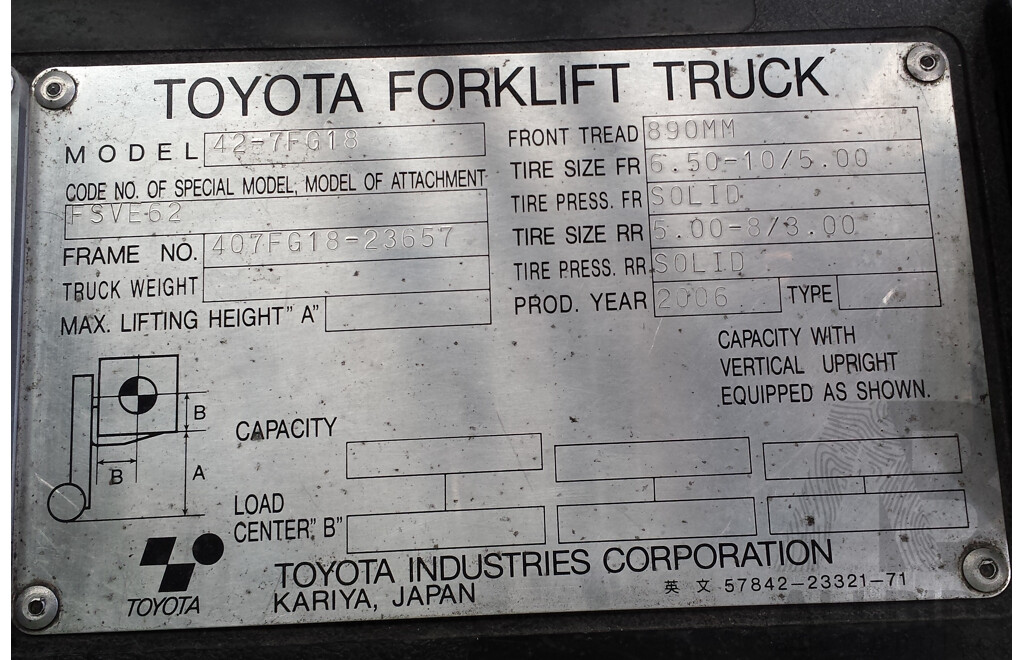 TOYOTA FORKLIFT TRUCK
MODEL 42-7FG18
CODE NO. OF SPECIAL MODEL, MODEL OF ATTACHMENT
FSVE62
FRAME NO. 407FG18-23657
TRUCK WEIGHT
MAX. LIFTING HEIGHT" A"
FRONT TREAD 890MM
TIRE SIZE FR 6.50-10/5.00
TIRE PRESS. FR SOLID
TIRE SIZE RR 5.00-8/3.00
TIRE PRESS. RR SOLID
PROD. YEAR 2006 TYPE
CAPACITY WITH
VERTICAL UPRIGHT
EQUIPPED AS SHOWN.
B
B
A
CAPACITY
LOAD
CENTER" B"
TOYOTA
TOYOTA INDUSTRIES CORPORATION
KARIYA, JAPAN
英 文 57842-23321-71